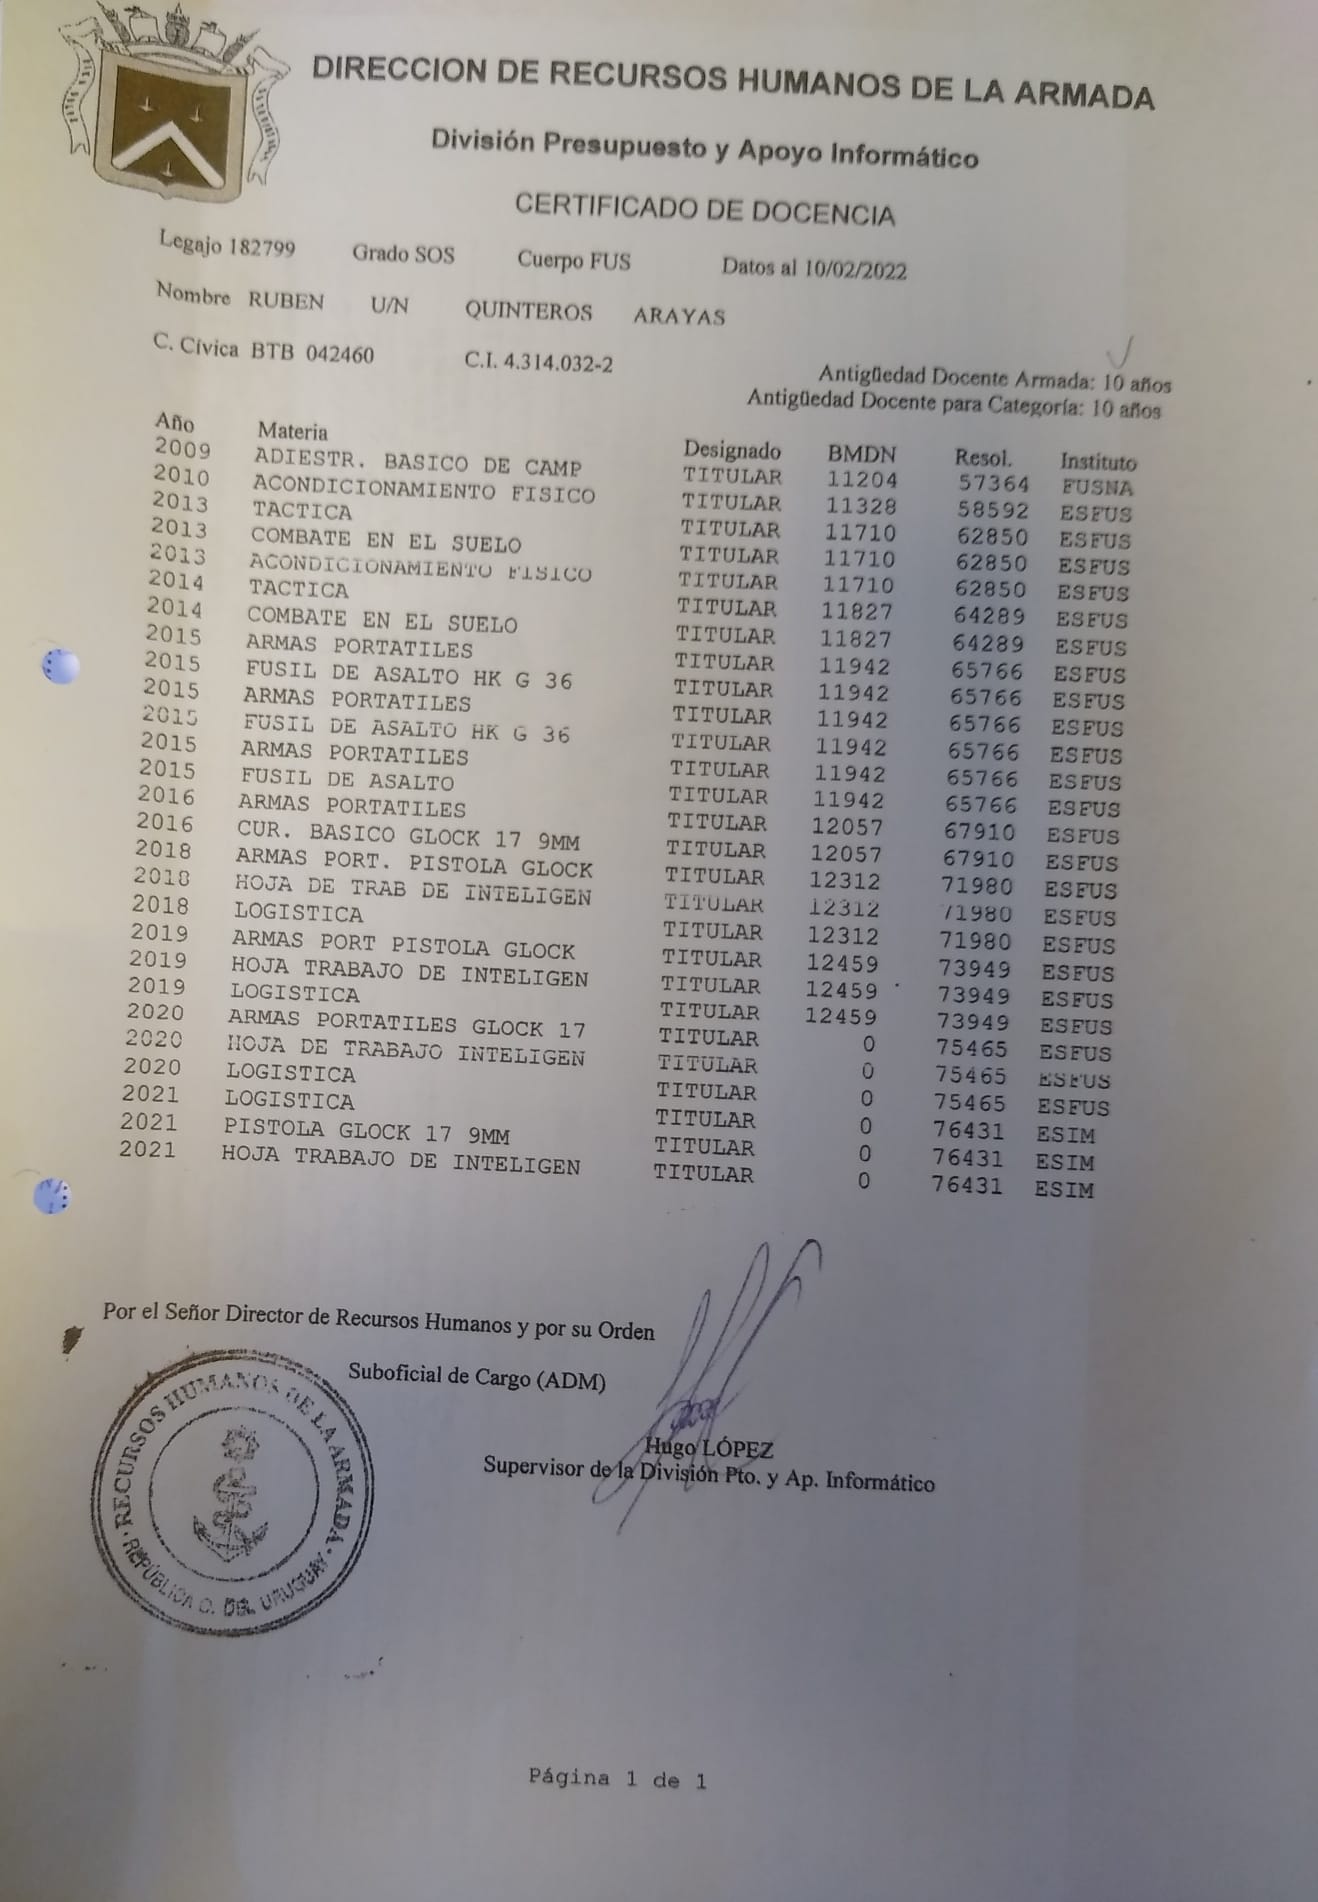 DIRECCION DE RECURSOS HUMANOS DE LA ARMADA
División Presupuesto y Apoyo Informático
CERTIFICADO DE DOCENCIA
Legajo 182799 Grado SOS Cuerpo FUS Datos al 10/02/2022
Nombre RUBEN U/N QUINTEROS ARAYAS
C. Cívica BTB 042460 C.I. 4.314.032-2
Antigüedad Docente Armada: 10 años
Antigüedad Docente para Categoría: 10 años
Año Materia Designado BMDN Resol. Instituto
2009 ADIESTR. BASICO DE CAMP TITULAR 11204 57364 FUSNA
2010 ACONDICIONAMIENTO FISICO TITULAR 11328 58592 ESFUS
2013 TACTICA TITULAR 11710 62850 ESFUS
2013 COMBATE EN EL SUELO TITULAR 11710 62850 ESFUS
2013 ACONDICIONAMIENTO FISICO TITULAR 11710 62850 ESFUS
2014 TACTICA TITULAR 11827 64289 ESFUS
2014 COMBATE EN EL SUELO TITULAR 11827 64289 ESFUS
2015 ARMAS PORTATILES TITULAR 11942 65766 ESFUS
2015 FUSIL DE ASALTO HK G 36 TITULAR 11942 65766 ESFUS
2015 ARMAS PORTATILES TITULAR 11942 65766 ESFUS
2015 FUSIL DE ASALTO HK G 36 TITULAR 11942 65766 ESFUS
2015 ARMAS PORTATILES TITULAR 11942 65766 ESFUS
2015 FUSIL DE ASALTO TITULAR 11942 65766 ESFUS
2016 ARMAS PORTATILES TITULAR 12057 67910 ESFUS
2016 CUR. BASICO GLOCK 17 9MM TITULAR 12057 67910 ESFUS
2018 ARMAS PORT. PISTOLA GLOCK TITULAR 12312 71980 ESFUS
2018 HOJA DE TRAB DE INTELIGEN TITULAR 12312 71980 ESFUS
2018 LOGISTICA TITULAR 12312 71980 ESFUS
2019 ARMAS PORT PISTOLA GLOCK TITULAR 12459 73949 ESFUS
2019 HOJA TRABAJO DE INTELIGEN TITULAR 12459 73949 ESFUS
2019 LOGISTICA TITULAR 12459 73949 ESFUS
2020 ARMAS PORTATILES GLOCK 17 TITULAR 0 75465 ESFUS
2020 HOJA DE TRABAJO INTELIGEN TITULAR 0 75465 ESFUS
2020 LOGISTICA TITULAR 0 75465 ESFUS
2021 LOGISTICA TITULAR 0 76431 ESIM
2021 PISTOLA GLOCK 17 9MM TITULAR 0 76431 ESIM
2021 HOJA TRABAJO DE INTELIGEN TITULAR 0 76431 ESIM
Por el Señor Director de Recursos Humanos y por su Orden
Suboficial de Cargo (ADM)
Hugo LÓPEZ
Supervisor de la División Pto. y Ap. Informático
RECURSOS HUMANOS DE LA ARMADA
REPÚBLICA O. DEL URUGUAY
Página 1 de 1